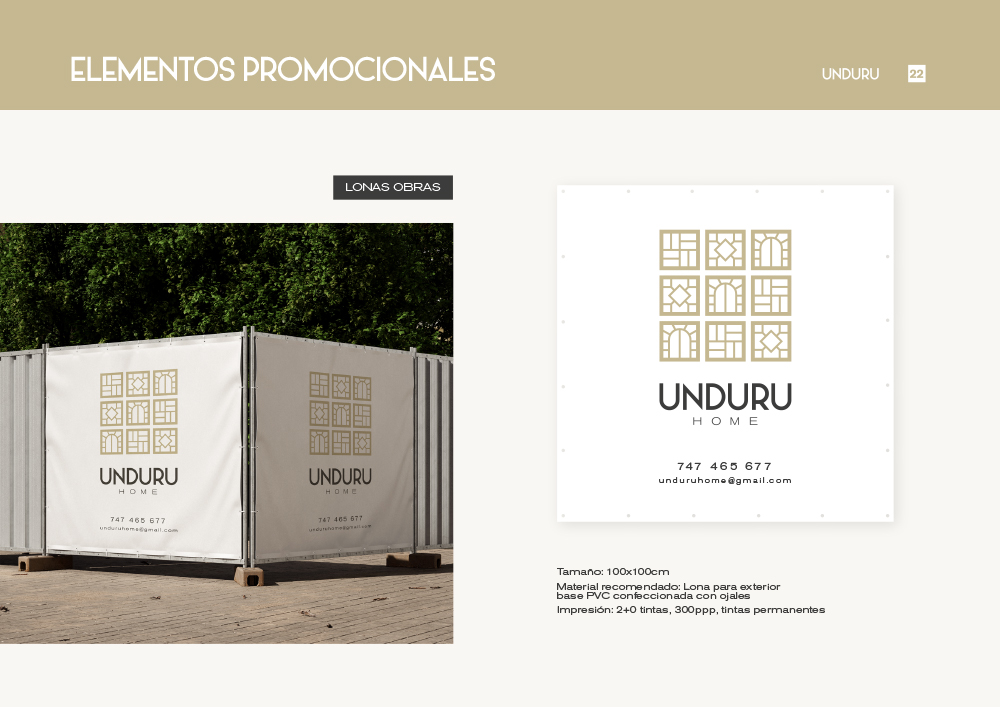 ELEMENTOS PROMOCIONALES
UNDURU
22
LONAS OBRAS
UNDURU
HOME
747 465 677
unduruhome@gmail.com
UNDURU
HOME
747 465 677
unduruhome@gmail.com
UNDURU
HOME
747 465 677
unduruhome@gmail.com
Tamaño: 100x100cm
Material recomendado: Lona para exterior
base PVC confeccionada con ojales
Impresión: 2+0 tintas, 300ppp, tintas permanentes